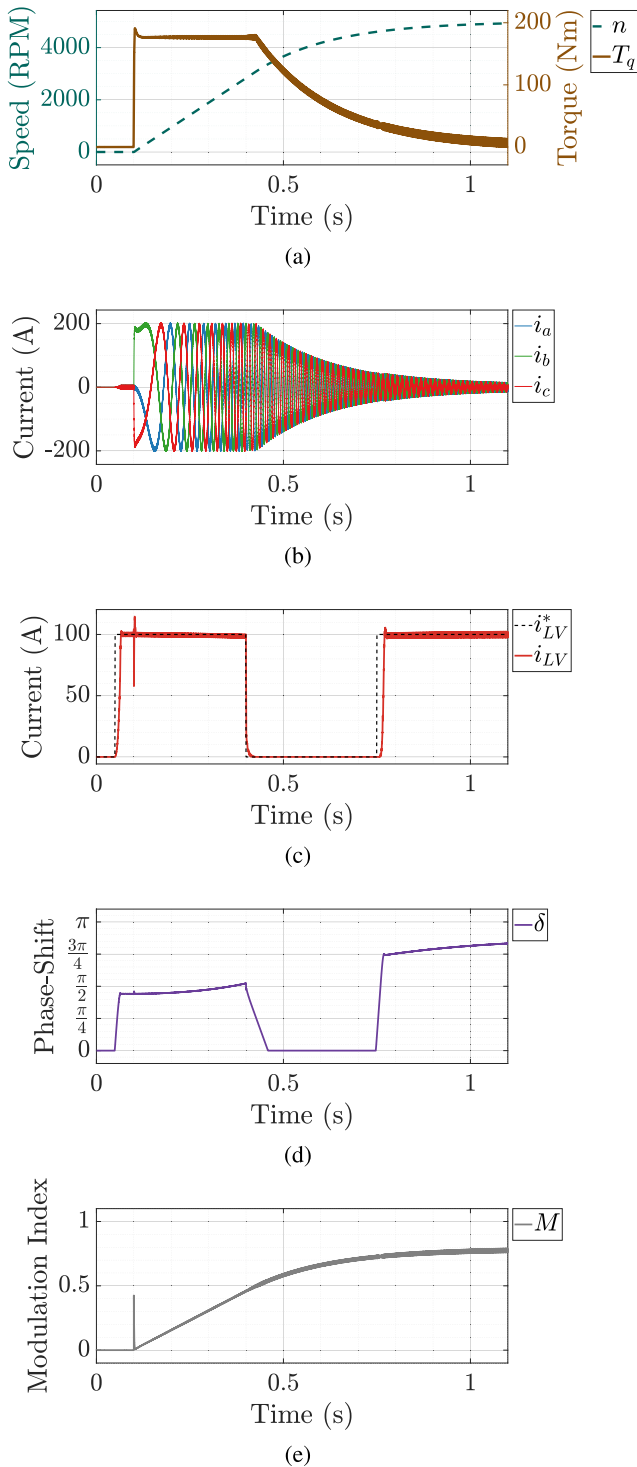 4000
2000
0
Speed (RPM)
200
100
0
Torque (Nm)
n
T_q
0 0.5 1
Time (s)
(a)
200
0
-200
Current (A)
i_a
i_b
i_c
0 0.5 1
Time (s)
(b)
100
50
0
Current (A)
i*_{LV}
i_{LV}
0 0.5 1
Time (s)
(c)
π
3π/4
π/2
π/4
0
Phase-Shift
δ
0 0.5 1
Time (s)
(d)
1
0.5
0
Modulation Index
M
0 0.5 1
Time (s)
(e)